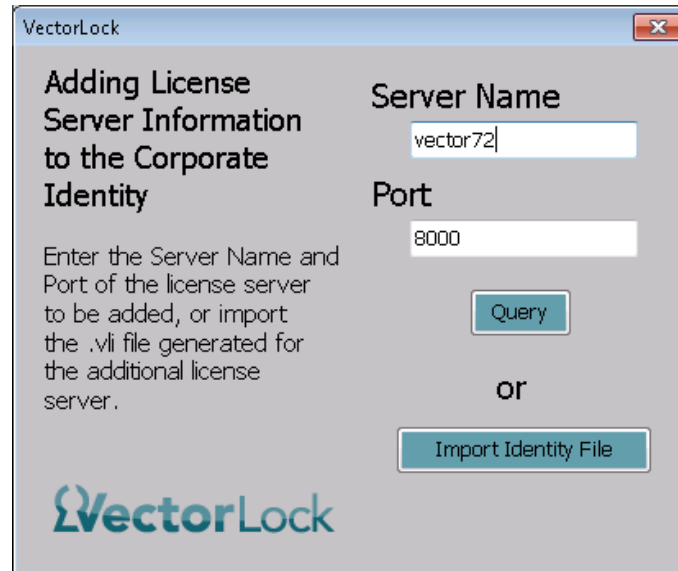 VectorLock
Adding License
Server Information
to the Corporate
Identity
Enter the Server Name and
Port of the license server
to be added, or import
the .vli file generated for
the additional license
server.
VectorLock
Server Name
vector72
Port
8000
Query
or
Import Identity File